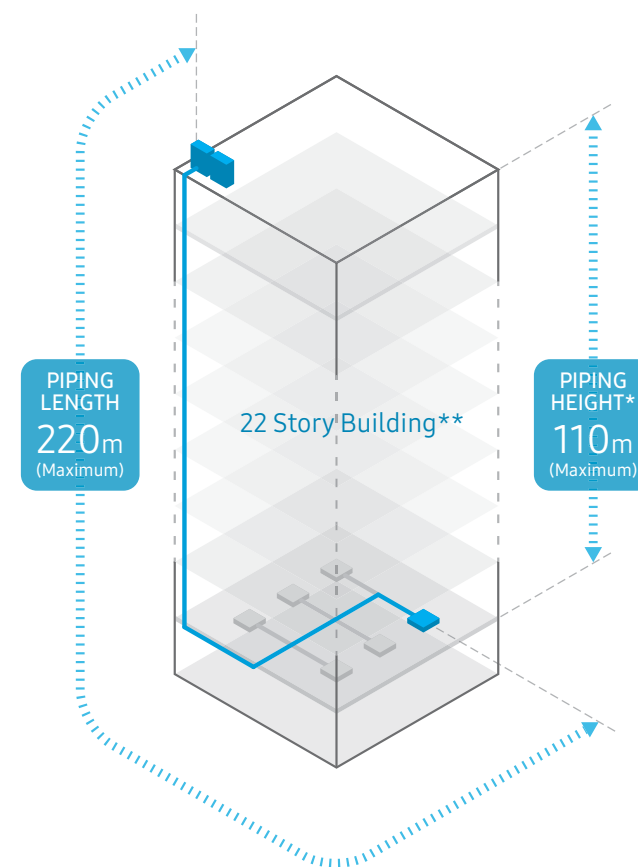 PIPING
LENGTH
220m
(Maximum)
22 Story Building**
PIPING
HEIGHT*
110m
(Maximum)